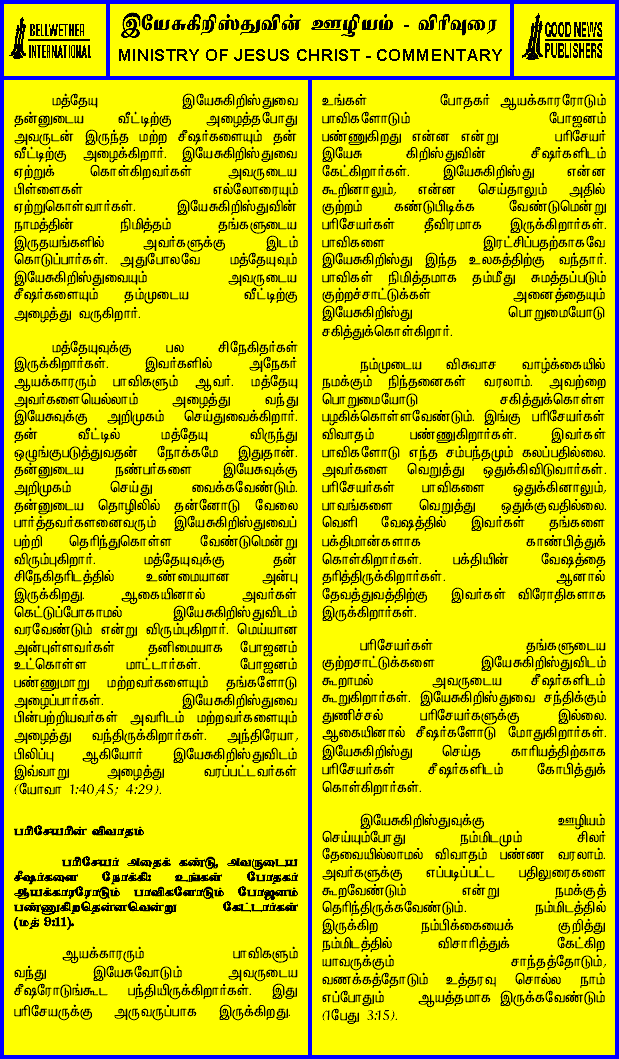 BELLWETHER
INTERNATIONAL
இயேசுகிறிஸ்துவின் ஊழியம் - விரிவுரை
MINISTRY OF JESUS CHRIST - COMMENTARY
GOOD NEWS
PUBLISHERS
மத்தேயு இயேசுகிறிஸ்துவை
தன்னுடைய வீட்டிற்கு அழைத்தபோது
அவருடன் இருந்த மற்ற சீஷர்களையும் தன்
வீட்டிற்கு அழைக்கிறார். இயேசுகிறிஸ்துவை
ஏற்றுக் கொள்கிறவர்கள் அவருடைய
பிள்ளைகள் எல்லோரையும்
ஏற்றுகொள்வார்கள். இயேசுகிறிஸ்துவின்
நாமத்தின் நிமித்தம் தங்களுடைய
இருதயங்களில் அவர்களுக்கு இடம்
கொடுப்பார்கள். அதுபோலவே மத்தேயுவும்
இயேசுகிறிஸ்துவையும் அவருடைய
சீஷர்களையும் தம்முடைய வீட்டிற்கு
அழைத்து வருகிறார்.
மத்தேயுவுக்கு பல சிநேகிதர்கள்
இருக்கிறார்கள். இவர்களில் அநேகர்
ஆயக்காரரும் பாவிகளும் ஆவர். மத்தேயு
அவர்களையெல்லாம் அழைத்து வந்து
இயேசுவுக்கு அறிமுகம் செய்துவைக்கிறார்.
தன் வீட்டில் மத்தேயு விருந்து
ஒழுங்குபடுத்துவதன் நோக்கமே இதுதான்.
தன்னுடைய நண்பர்களை இயேசுவுக்கு
அறிமுகம் செய்து வைக்கவேண்டும்.
தன்னுடைய தொழிலில் தன்னோடு வேலை
பார்த்தவர்களனைவரும் இயேசுகிறிஸ்துவைப்
பற்றி தெரிந்துகொள்ள வேண்டுமென்று
விரும்புகிறார். மத்தேயுவுக்கு தன்
சிநேகிதரிடத்தில் உண்மையான அன்பு
இருக்கிறது. ஆகையினால் அவர்கள்
கெட்டுப்போகாமல் இயேசுகிறிஸ்துவிடம்
வரவேண்டும் என்று விரும்புகிறார். மெய்யான
அன்புள்ளவர்கள் தனிமையாக போஜனம்
உட்கொள்ள மாட்டார்கள். போஜனம்
பண்ணுமாறு மற்றவர்களையும் தங்களோடு
அழைப்பார்கள். இயேசுகிறிஸ்துவை
பின்பற்றியவர்கள் அவரிடம் மற்றவர்களையும்
அழைத்து வந்திருக்கிறார்கள். அந்திரேயா,
பிலிப்பு ஆகியோர் இயேசுகிறிஸ்துவிடம்
இவ்வாறு அழைத்து வரப்பட்டவர்கள்
(யோவா 1:40,45; 4:29).
பரிசேயரின் விவாதம்
பரிசேயர் அதைக் கண்டு, அவருடைய
சீஷர்களை நோக்கி: உங்கள் போதகர்
ஆயக்காரரோடும் பாவிகளோடும் போஜனம்
பண்ணுகிறதென்னவென்று கேட்டார்கள்
(மத் 9:11).
ஆயக்காரரும் பாவிகளும்
வந்து இயேசுவோடும் அவருடைய
சீஷரோடுங்கூட பந்தியிருக்கிறார்கள். இது
பரிசேயருக்கு அருவருப்பாக இருக்கிறது.
உங்கள் போதகர் ஆயக்காரரோடும்
பாவிகளோடும் போஜனம்
பண்ணுகிறது என்ன என்று பரிசேயர்
இயேசு கிறிஸ்துவின் சீஷர்களிடம்
கேட்கிறார்கள். இயேசுகிறிஸ்து என்ன
கூறினாலும், என்ன செய்தாலும் அதில்
குற்றம் கண்டுபிடிக்க வேண்டுமென்று
பரிசேயர்கள் தீவிரமாக இருக்கிறார்கள்.
பாவிகளை இரட்சிப்பதற்காகவே
இயேசுகிறிஸ்து இந்த உலகத்திற்கு வந்தார்.
பாவிகள் நிமித்தமாக தம்மீது சுமத்தப்படும்
குற்றச்சாட்டுக்கள் அனைத்தையும்
இயேசுகிறிஸ்து பொறுமையோடு
சகித்துக்கொள்கிறார்.
நம்முடைய விசுவாச வாழ்க்கையில்
நமக்கும் நிந்தனைகள் வரலாம். அவற்றை
பொறுமையோடு சகித்துக்கொள்ள
பழகிக்கொள்ளவேண்டும். இங்கு பரிசேயர்கள்
விவாதம் பண்ணுகிறார்கள். இவர்கள்
பாவிகளோடு எந்த சம்பந்தமும் கலப்பதில்லை.
அவர்களை வெறுத்து ஒதுக்கிவிடுவார்கள்.
பரிசேயர்கள் பாவிகளை ஒதுக்கினாலும்,
பாவங்களை வெறுத்து ஒதுக்குவதில்லை.
வெளி வேஷத்தில் இவர்கள் தங்களை
பக்திமான்களாக காண்பித்துக்
கொள்கிறார்கள். பக்தியின் வேஷத்தை
தரித்திருக்கிறார்கள். ஆனால்
தேவத்துவத்திற்கு இவர்கள் விரோதிகளாக
இருக்கிறார்கள்.
பரிசேயர்கள் தங்களுடைய
குற்றசாட்டுக்களை இயேசுகிறிஸ்துவிடம்
கூறாமல் அவருடைய சீஷர்களிடம்
கூறுகிறார்கள். இயேசுகிறிஸ்துவை சந்திக்கும்
துணிச்சல் பரிசேயர்களுக்கு இல்லை.
ஆகையினால் சீஷர்களோடு மோதுகிறார்கள்.
இயேசுகிறிஸ்து செய்த காரியத்திற்காக
பரிசேயர்கள் சீஷர்களிடம் கோபித்துக்
கொள்கிறார்கள்.
இயேசுகிறிஸ்துவுக்கு ஊழியம்
செய்யும்போது நம்மிடமும் சிலர்
தேவையில்லாமல் விவாதம் பண்ண வரலாம்.
அவர்களுக்கு எப்படிப்பட்ட பதிலுரைகளை
கூறவேண்டும் என்று நமக்குத்
தெரிந்திருக்கவேண்டும். நம்மிடத்தில்
இருக்கிற நம்பிக்கையைக் குறித்து
நம்மிடத்தில் விசாரித்துக் கேட்கிற
யாவருக்கும் சாந்தத்தோடும்,
வணக்கத்தோடும் உத்தரவு சொல்ல நாம்
எப்போதும் ஆயத்தமாக இருக்கவேண்டும்
(1பேது 3:15).